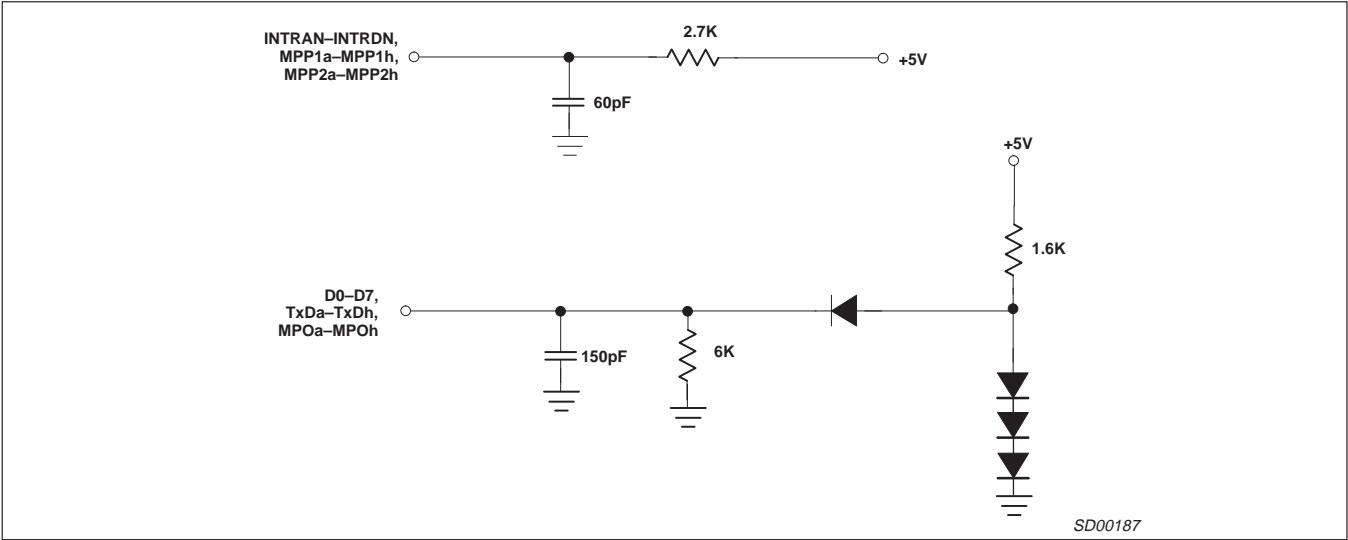 INTRAN–INTRDN,
MPP1a–MPP1h,
MPP2a–MPP2h
2.7K
+5V
60pF
+5V
1.6K
D0–D7,
TxDa–TxDh,
MPOa–MPOh
150pF
6K
SD00187